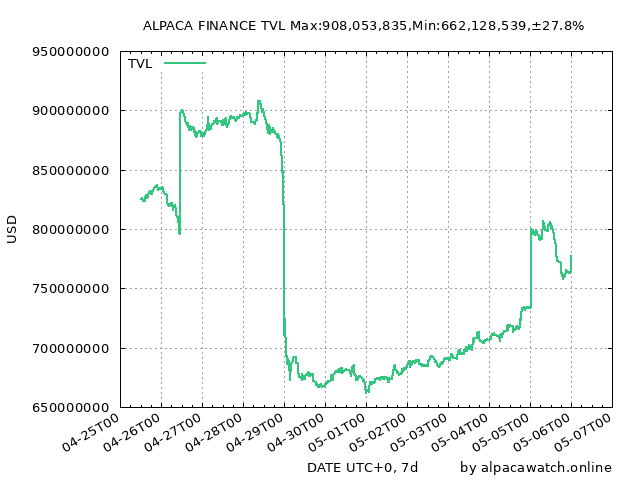 ALPACA FINANCE TVL Max:908,053,835,Min:662,128,539,±27.8%
TVL
950000000
900000000
850000000
800000000
750000000
700000000
650000000
USD
04-25T00
04-26T00
04-27T00
04-28T00
04-29T00
04-30T00
05-01T00
05-02T00
05-03T00
05-04T00
05-05T00
05-06T00
05-07T00
DATE UTC+0, 7d
by alpacawatch.online